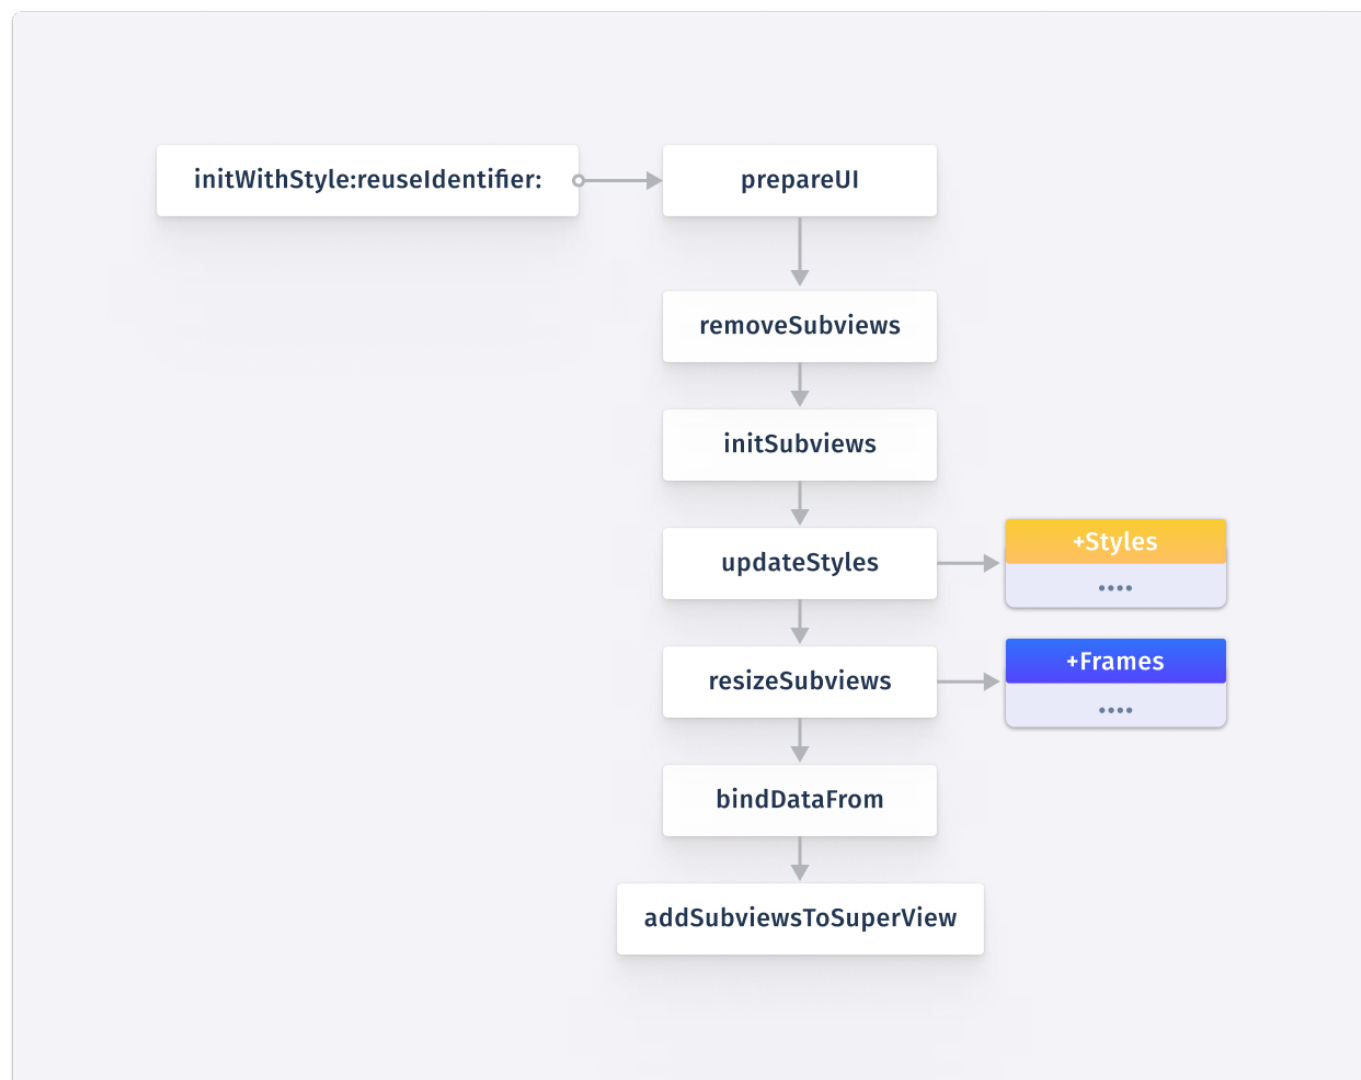 initWithStyle:reuseIdentifier:
prepareUI
removeSubviews
initSubviews
updateStyles
+Styles
....
resizeSubviews
+Frames
....
bindDataFrom
addSubviewsToSuperView